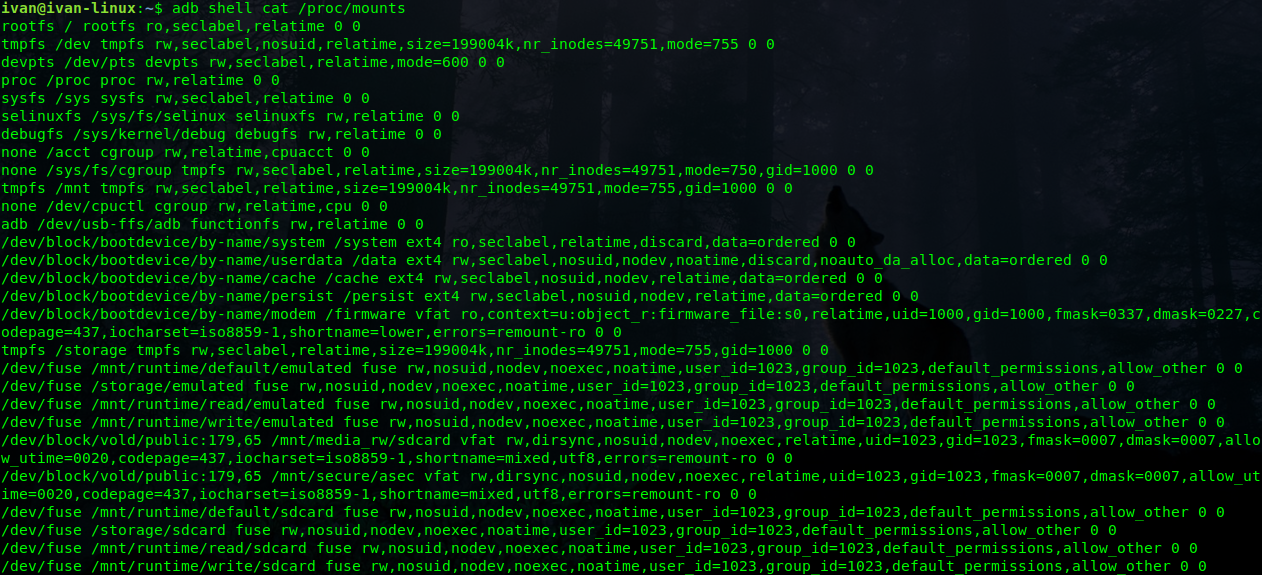 ivan@ivan-linux:~$ adb shell cat /proc/mounts
rootfs / rootfs ro,seclabel,relatime 0 0
tmpfs /dev tmpfs rw,seclabel,nosuid,relatime,size=199004k,nr_inodes=49751,mode=755 0 0
devpts /dev/pts devpts rw,seclabel,relatime,mode=600 0 0
proc /proc proc rw,relatime 0 0
sysfs /sys sysfs rw,seclabel,relatime 0 0
selinuxfs /sys/fs/selinux selinuxfs rw,relatime 0 0
debugfs /sys/kernel/debug debugfs rw,relatime 0 0
none /acct cgroup rw,relatime,cpuacct 0 0
none /sys/fs/cgroup tmpfs rw,seclabel,relatime,size=199004k,nr_inodes=49751,mode=750,gid=1000 0 0
tmpfs /mnt tmpfs rw,seclabel,relatime,size=199004k,nr_inodes=49751,mode=755,gid=1000 0 0
none /dev/cpuctl cgroup rw,relatime,cpu 0 0
adb /dev/usb-ffs/adb functionfs rw,relatime 0 0
/dev/block/bootdevice/by-name/system /system ext4 ro,seclabel,relatime,discard,data=ordered 0 0
/dev/block/bootdevice/by-name/userdata /data ext4 rw,seclabel,nosuid,nodev,noatime,discard,noauto_da_alloc,data=ordered 0 0
/dev/block/bootdevice/by-name/cache /cache ext4 rw,seclabel,nosuid,nodev,relatime,data=ordered 0 0
/dev/block/bootdevice/by-name/persist /persist ext4 rw,seclabel,nosuid,nodev,relatime,data=ordered 0 0
/dev/block/bootdevice/by-name/modem /firmware vfat ro,context=u:object_r:firmware_file:s0,relatime,uid=1000,gid=1000,fmask=0337,dmask=0227,c
odepage=437,iocharset=iso8859-1,shortname=lower,errors=remount-ro 0 0
tmpfs /storage tmpfs rw,seclabel,relatime,size=199004k,nr_inodes=49751,mode=755,gid=1000 0 0
/dev/fuse /mnt/runtime/default/emulated fuse rw,nosuid,nodev,noexec,noatime,user_id=1023,group_id=1023,default_permissions,allow_other 0 0
/dev/fuse /storage/emulated fuse rw,nosuid,nodev,noexec,noatime,user_id=1023,group_id=1023,default_permissions,allow_other 0 0
/dev/fuse /mnt/runtime/read/emulated fuse rw,nosuid,nodev,noexec,noatime,user_id=1023,group_id=1023,default_permissions,allow_other 0 0
/dev/fuse /mnt/runtime/write/emulated fuse rw,nosuid,nodev,noexec,noatime,user_id=1023,group_id=1023,default_permissions,allow_other 0 0
/dev/block/vold/public:179,65 /mnt/media_rw/sdcard vfat rw,dirsync,nosuid,nodev,noexec,relatime,uid=1023,gid=1023,fmask=0007,dmask=0007,allo
w_utime=0020,codepage=437,iocharset=iso8859-1,shortname=mixed,utf8,errors=remount-ro 0 0
/dev/block/vold/public:179,65 /mnt/secure/asec vfat rw,dirsync,nosuid,nodev,noexec,relatime,uid=1023,gid=1023,fmask=0007,dmask=0007,allow_ut
ime=0020,codepage=437,iocharset=iso8859-1,shortname=mixed,utf8,errors=remount-ro 0 0
/dev/fuse /mnt/runtime/default/sdcard fuse rw,nosuid,nodev,noexec,noatime,user_id=1023,group_id=1023,default_permissions,allow_other 0 0
/dev/fuse /storage/sdcard fuse rw,nosuid,nodev,noexec,noatime,user_id=1023,group_id=1023,default_permissions,allow_other 0 0
/dev/fuse /mnt/runtime/read/sdcard fuse rw,nosuid,nodev,noexec,noatime,user_id=1023,group_id=1023,default_permissions,allow_other 0 0
/dev/fuse /mnt/runtime/write/sdcard fuse rw,nosuid,nodev,noexec,noatime,user_id=1023,group_id=1023,default_permissions,allow_other 0 0